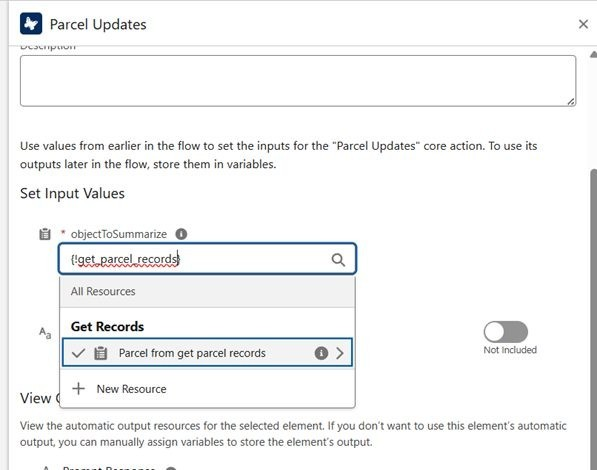 Parcel Updates
Description
Use values from earlier in the flow to set the inputs for the "Parcel Updates" core action. To use its
outputs later in the flow, store them in variables.
Set Input Values
* objectToSummarize
{!get_parcel_records}
All Resources
Get Records
Parcel from get parcel records
Aa
Not Included
New Resource
View
View the automatic output resources for the selected element. If you don't want to use this element's automatic
output, you can manually assign variables to store the element's output.
Prompt Response